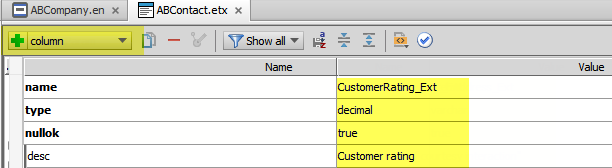 ABCompany.en x ABContact.etx x
column Show all
Name Value
name CustomerRating_Ext
type decimal
nullok true
desc Customer rating